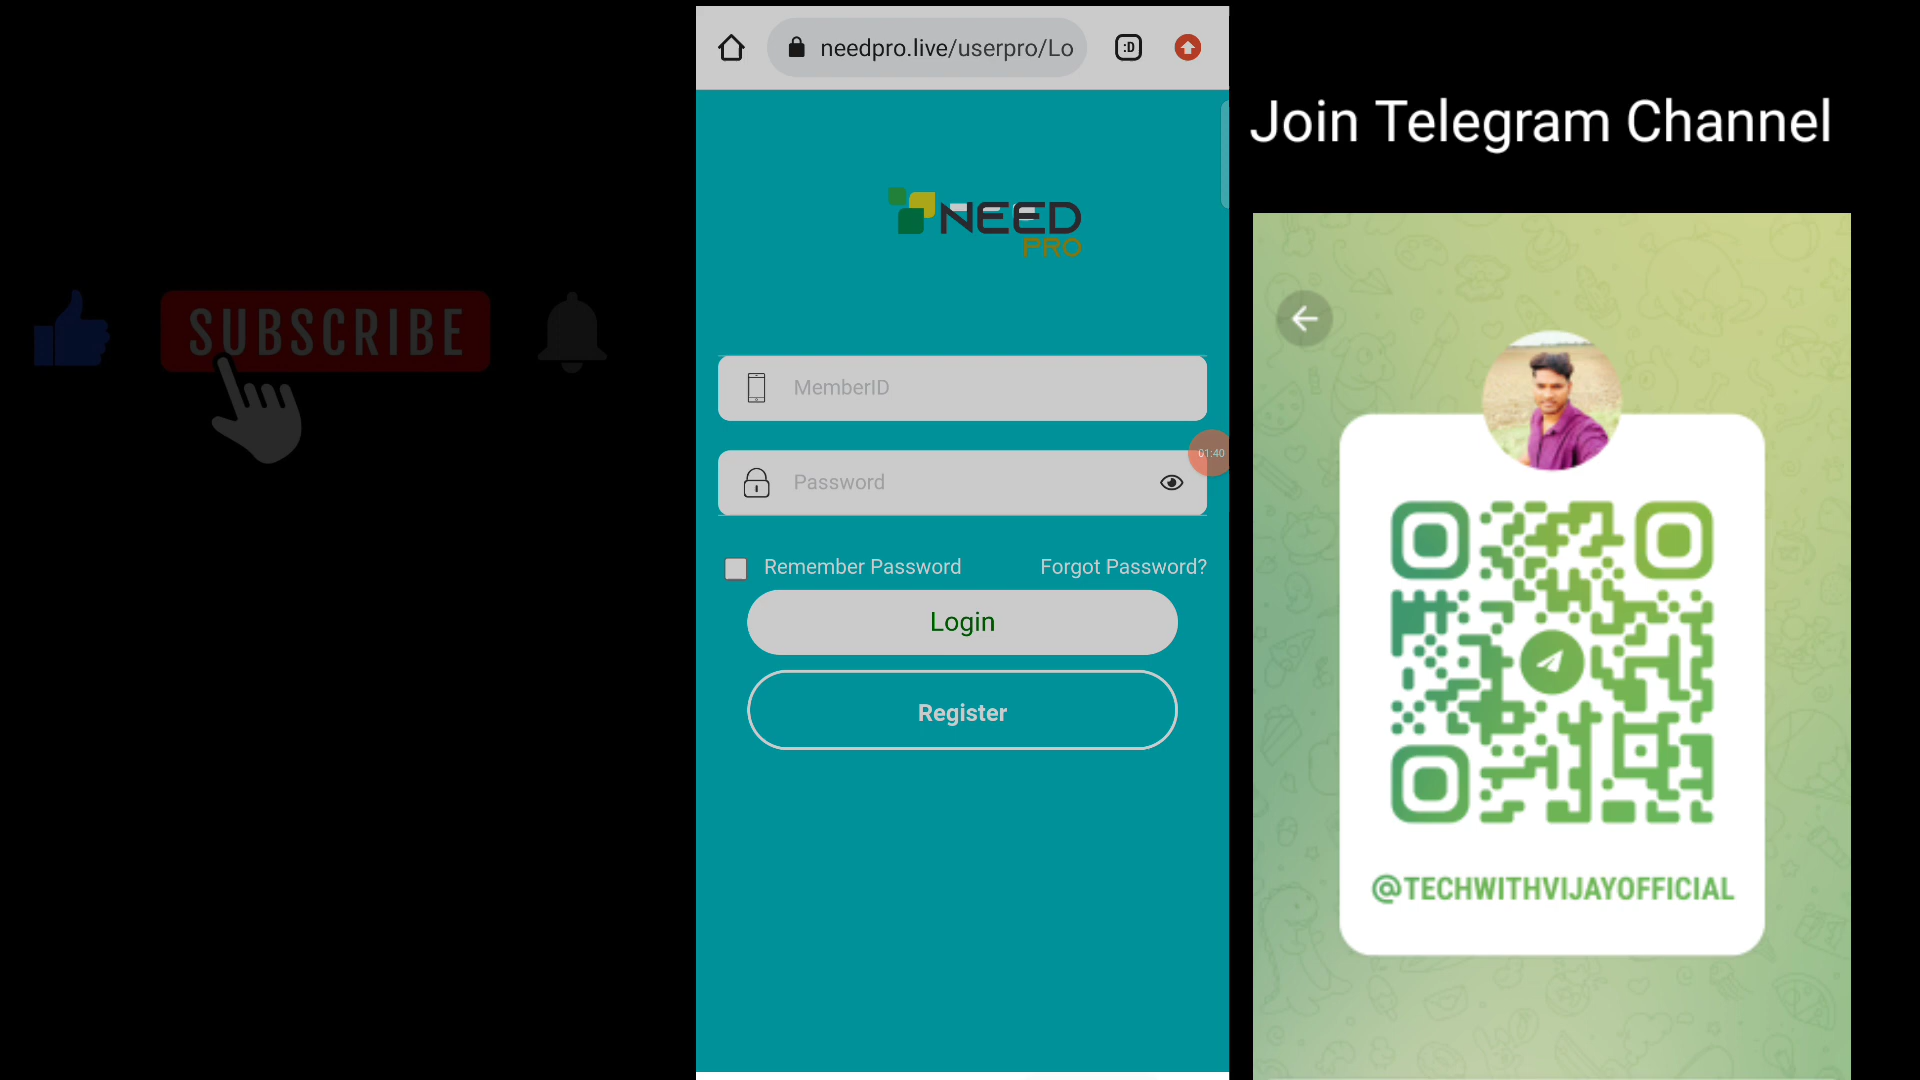 SUBSCRIBE
:D
needpro.live/userpro/Lo
NEED
PRO
MemberID
01:40
Password
Remember Password
Forgot Password?
Login
Register
Join Telegram Channel
@TECHWITHVIJAYOFFICIAL